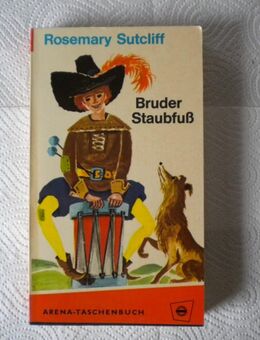 Rosemary Sutcliff
Bruder
Staubfuß
ARENA-TASCHENBUCH